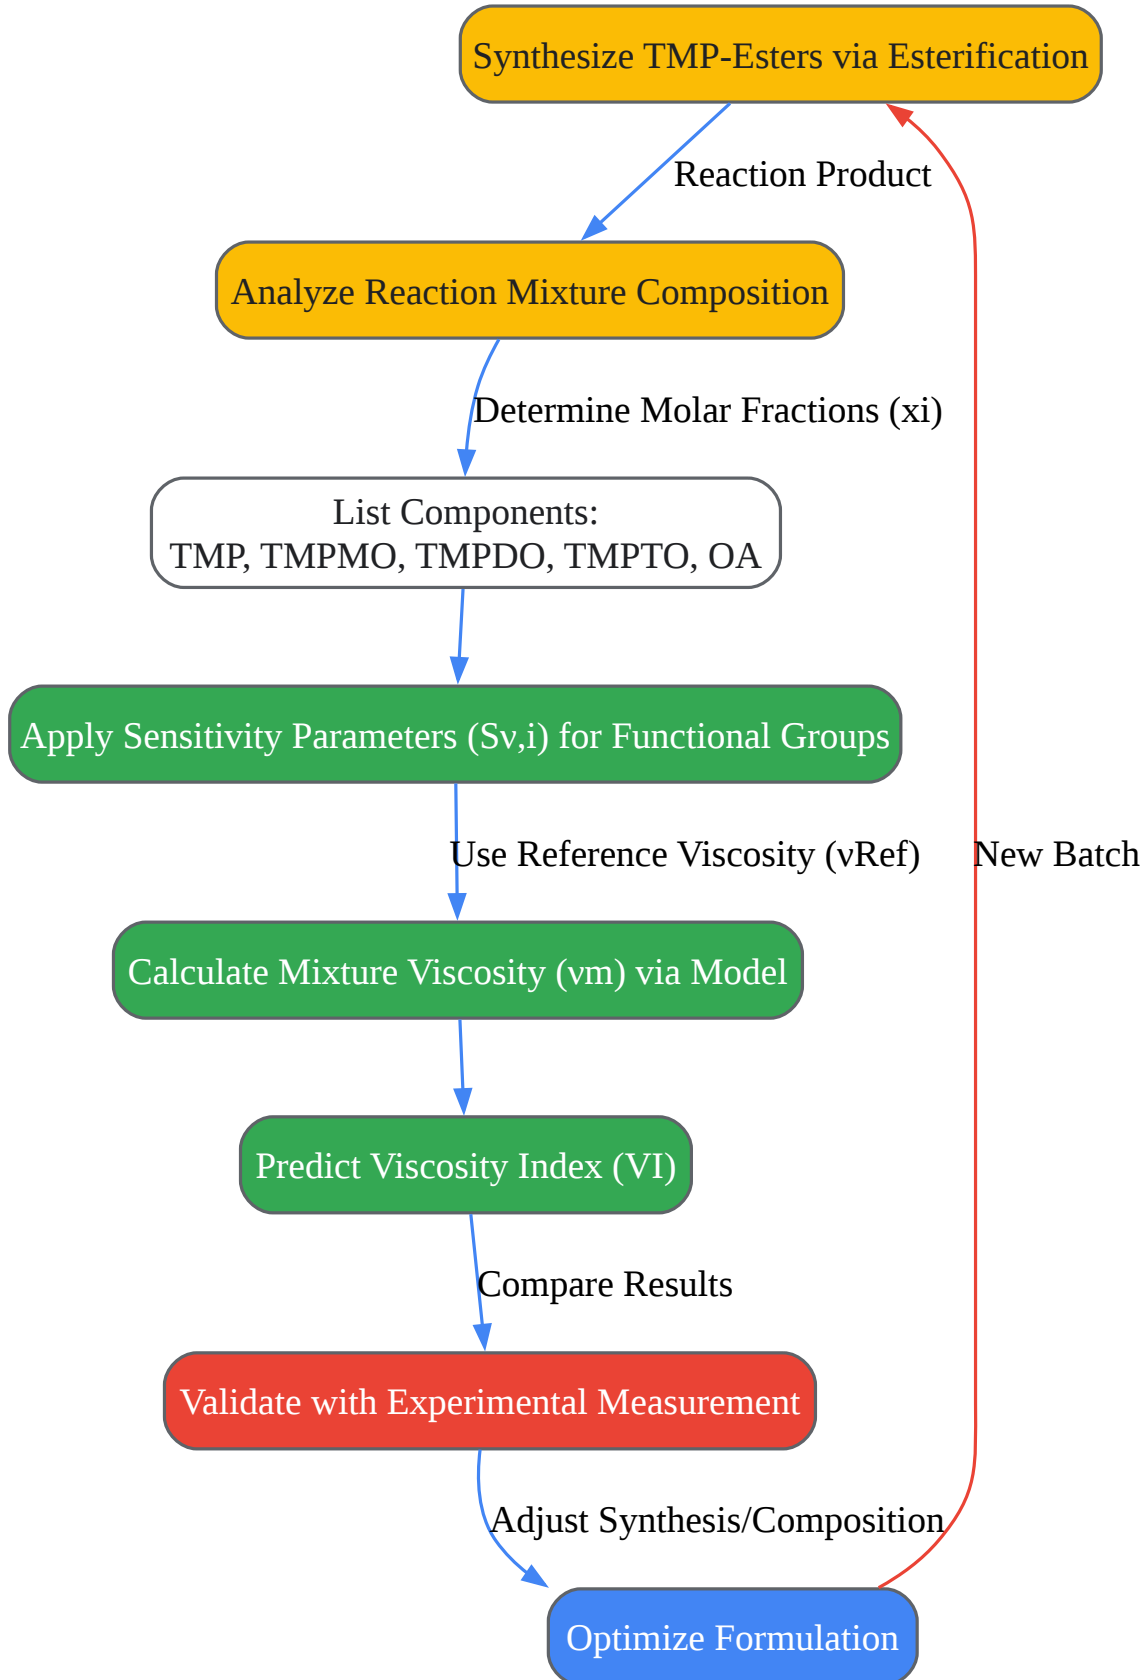 Synthesize TMP-Esters via Esterification
Reaction Product
Analyze Reaction Mixture Composition
Determine Molar Fractions (xi)
List Components:
TMP, TMPMO, TMPDO, TMPTO, OA
Apply Sensitivity Parameters (Sν,i) for Functional Groups
Use Reference Viscosity (νRef)
New Batch
Calculate Mixture Viscosity (νm) via Model
Predict Viscosity Index (VI)
Compare Results
Validate with Experimental Measurement
Adjust Synthesis/Composition
Optimize Formulation